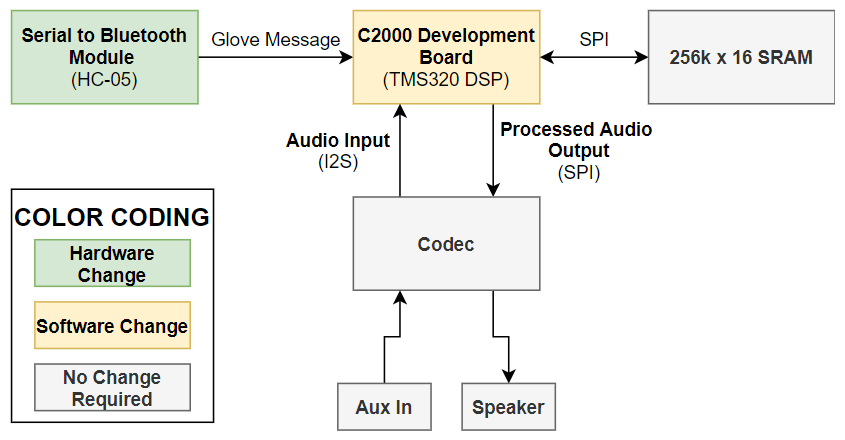 Serial to Bluetooth
Module
(HC-05)
Glove Message
C2000 Development
Board
(TMS320 DSP)
SPI
256k x 16 SRAM
Audio Input
(I2S)
Processed Audio
Output
(SPI)
COLOR CODING
Hardware
Change
Software Change
No Change
Required
Codec
Aux In
Speaker